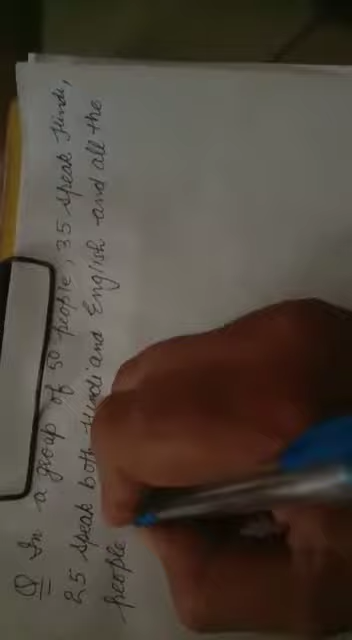 Q In a group of 50 people, 35 speak Hindi,
25 speak both Hindi and English and all the
people